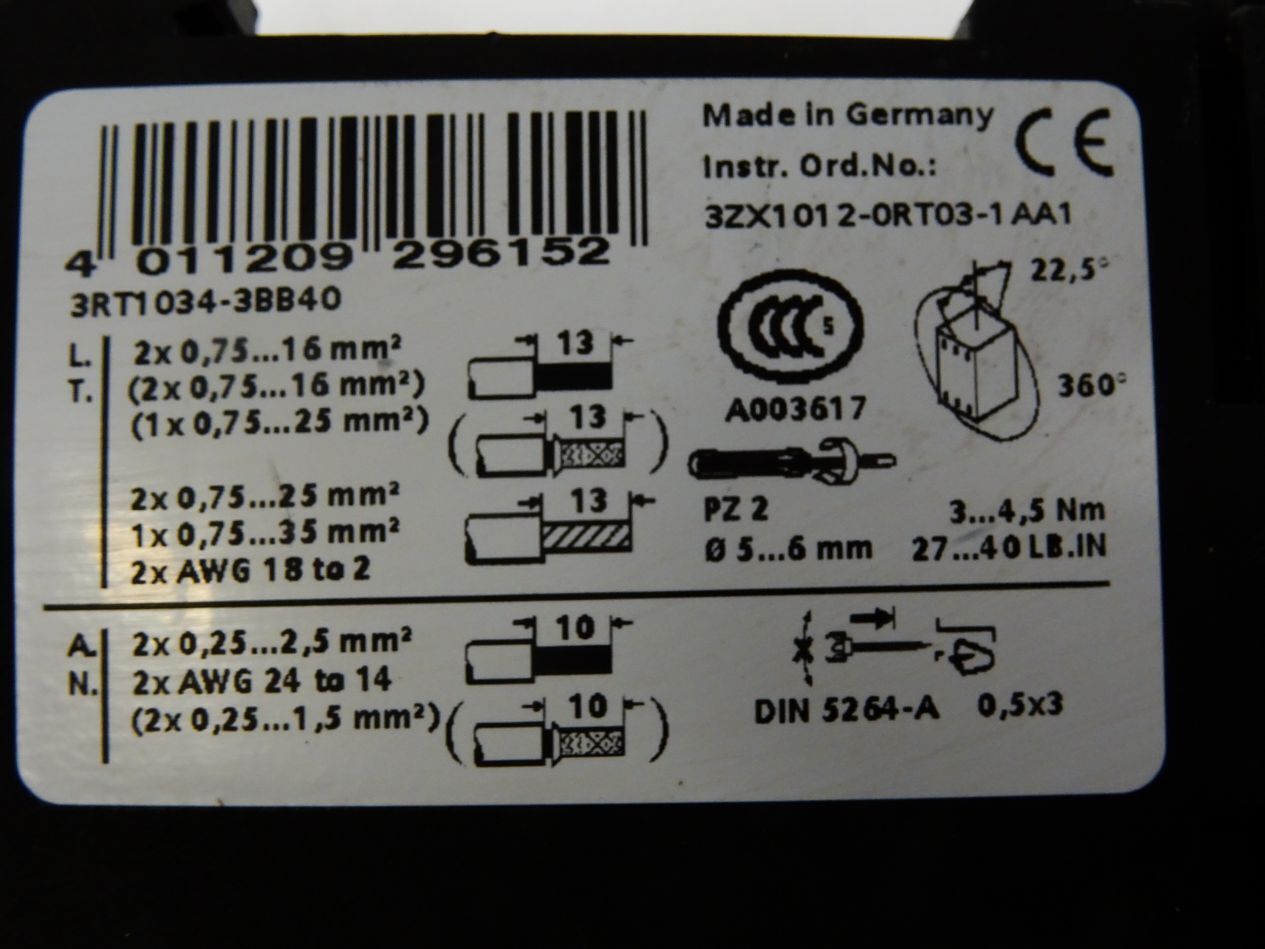 Made in Germany
CE
Instr. Ord.No.:
3ZX1012-0RT03-1AA1
4 011209 296152
3RT1034-3BB40
22,5°
CCC S
360°
A003617
L.
T.
2x 0,75...16 mm²
(2x 0,75...16 mm²)
(1x 0,75...25 mm²)
13
13
2x 0,75...25 mm²
1x 0,75...35 mm²
2x AWG 18 to 2
13
PZ 2
3...4,5 Nm
Ø 5...6 mm
27...40 LB.IN
A.
N.
2x 0,25...2,5 mm²
2x AWG 24 to 14
(2x 0,25...1,5 mm²)
10
10
DIN 5264-A
0,5x3